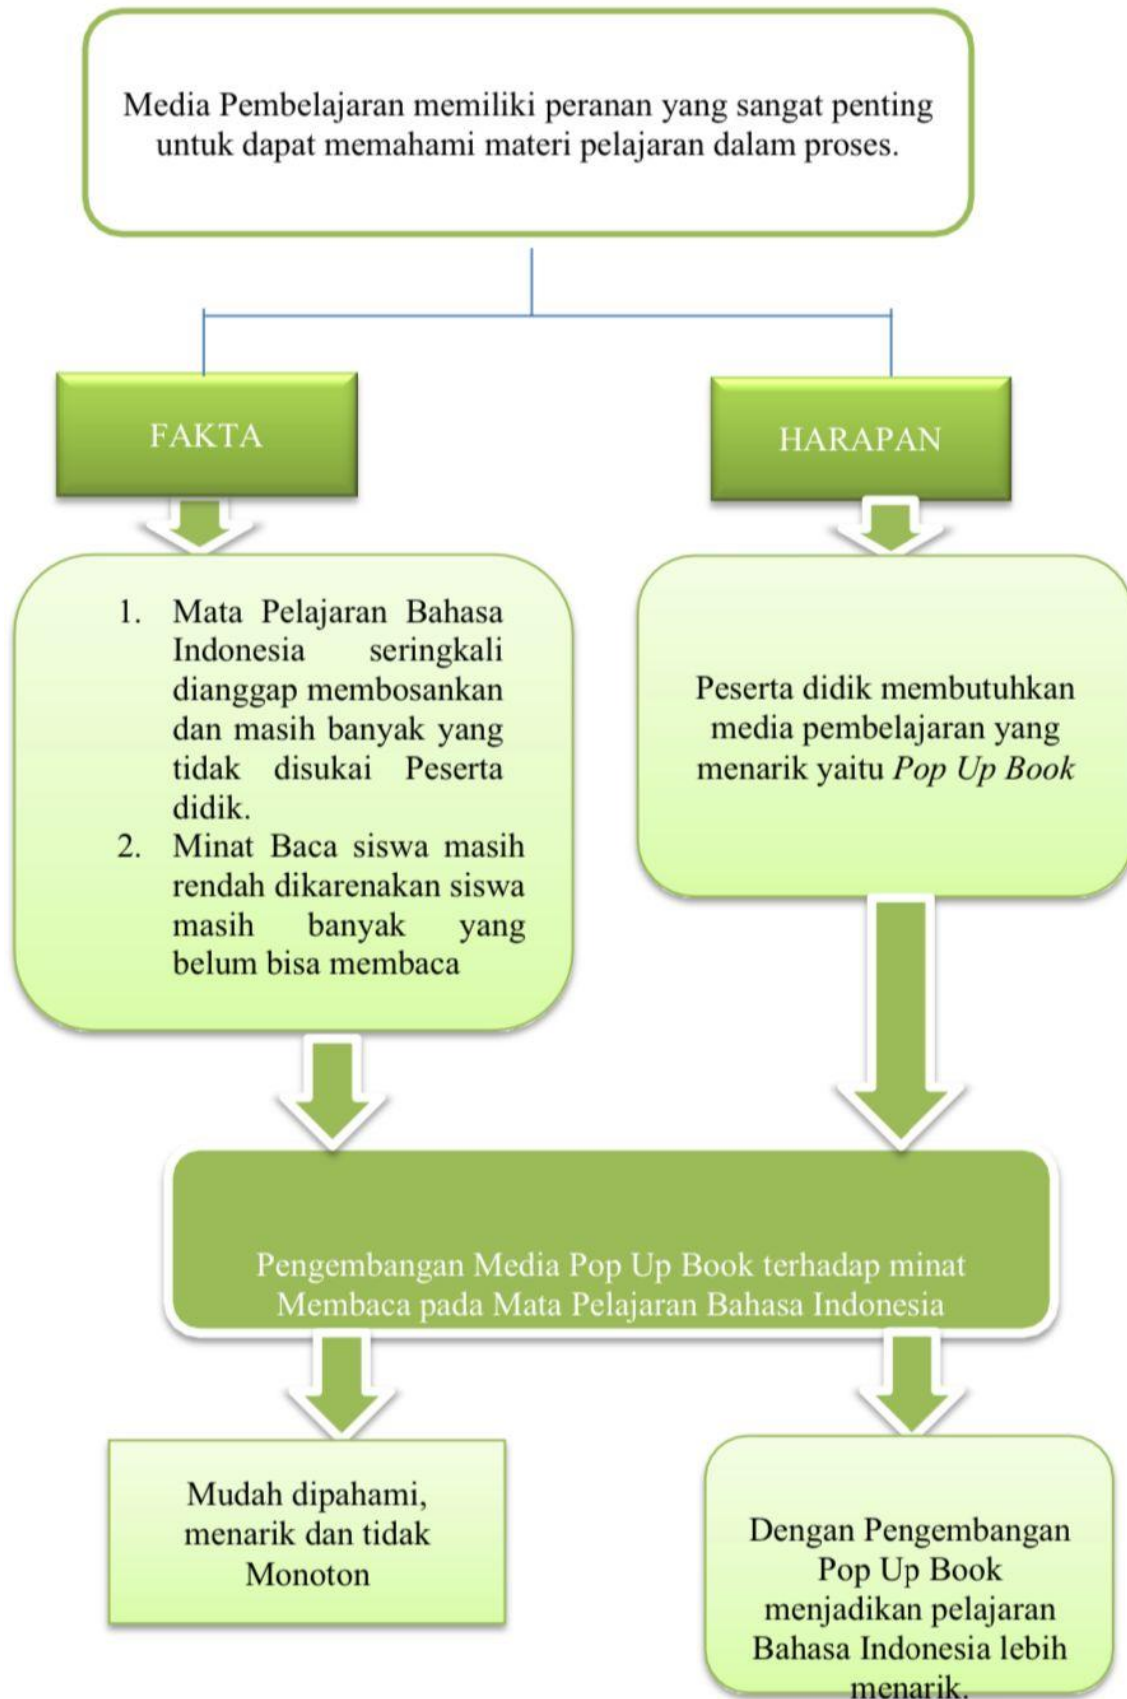 Media Pembelajaran memiliki peranan yang sangat penting
untuk dapat memahami materi pelajaran dalam proses.
FAKTA
HARAPAN
1. Mata Pelajaran Bahasa
Indonesia seringkali
dianggap membosankan
dan masih banyak yang
tidak disukai Peserta
didik.
2. Minat Baca siswa masih
rendah dikarenakan siswa
masih banyak yang
belum bisa membaca
Peserta didik membutuhkan
media pembelajaran yang
menarik yaitu Pop Up Book
Pengembangan Media Pop Up Book terhadap minat
Membaca pada Mata Pelajaran Bahasa Indonesia
Mudah dipahami,
menarik dan tidak
Monoton
Dengan Pengembangan
Pop Up Book
menjadikan pelajaran
Bahasa Indonesia lebih
menarik.